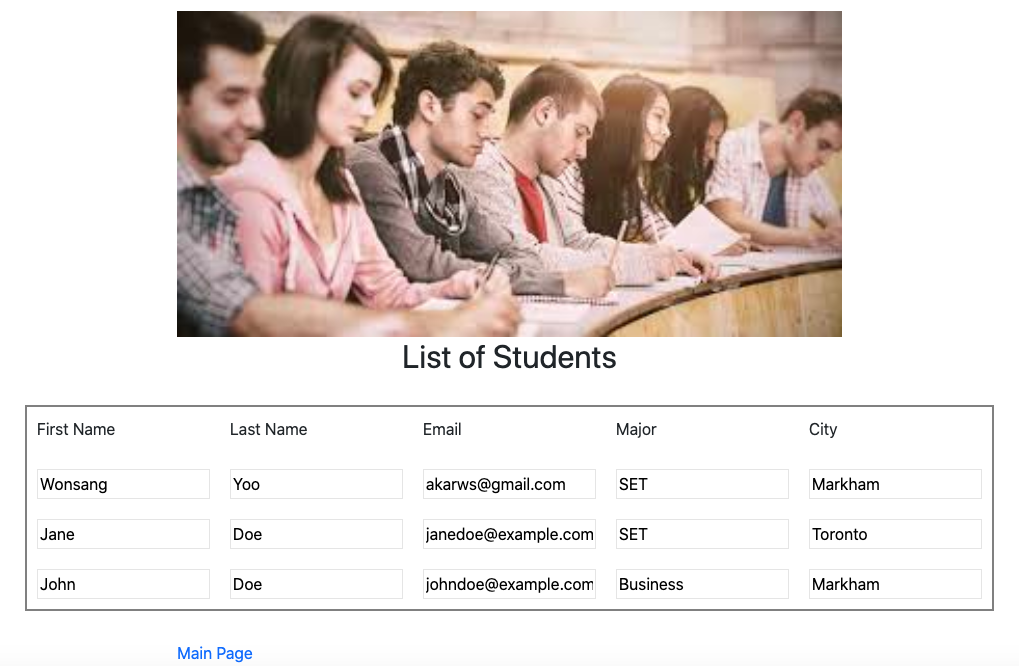 List of Students
First Name Last Name Email Major City
Wonsang Yoo akarws@gmail.com SET Markham
Jane Doe janedoe@example.com SET Toronto
John Doe johndoe@example.com Business Markham
Main Page